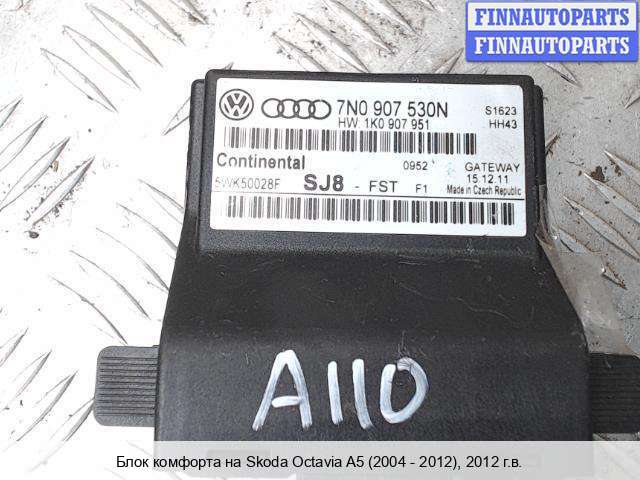 FINNAUTOPARTS
FINNAUTOPARTS
7N0 907 530N
S1623
HW 1K0 907 951
HH43
Continental
0952
GATEWAY
5WK50028F
SJ8 - FST F1
15.12.11
Made in Czech Republic
A110
Блок комфорта на Skoda Octavia A5 (2004 - 2012), 2012 г.в.